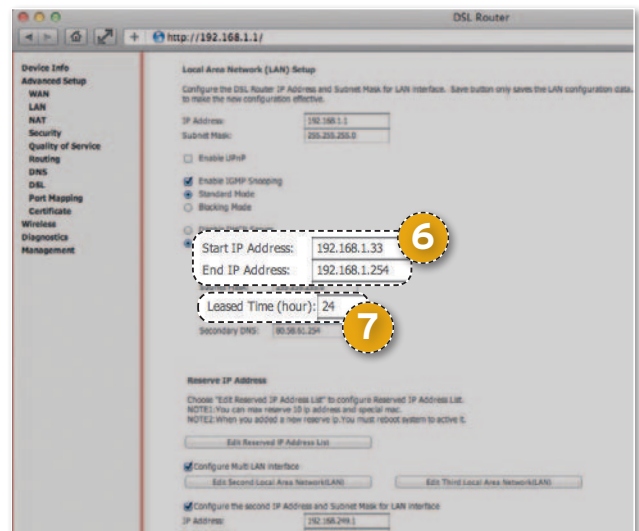 DSL Router
http://192.168.1.1/
Device Info
Advanced Setup
WAN
LAN
NAT
Security
Quality of Service
Routing
DNS
DSL
Port Mapping
Certificate
Wireless
Diagnostics
Management
Local Area Network (LAN) Setup
Configure the DSL Router IP Address and Subnet Mask for LAN interface. Save button only saves the LAN configuration data.
to make the new configuration effective.
IP Address: 192.168.1.1
Subnet Mask: 255.255.255.0
Enable UPnP
Enable IGMP Snooping
Standard Mode
Blocking Mode
Start IP Address: 192.168.1.33
End IP Address: 192.168.1.254
6
Leased Time (hour): 24
7
Secondary DNS: 80.58.61.254
Reserve IP Address
Choose "Edit Reserved IP Address List" to configure Reserved IP Address List.
NOTE1:You can max reserve 10 ip address and special mac.
NOTE2:When you added a new reserve ip.You must reboot system to active it.
Edit Reserved IP Address List
Configure Multi LAN interface
Edit Second Local Area Network(LAN) Edit Third Local Area Network(LAN)
Configure the second IP Address and Subnet Mask for LAN interface
IP Address: 192.168.249.1